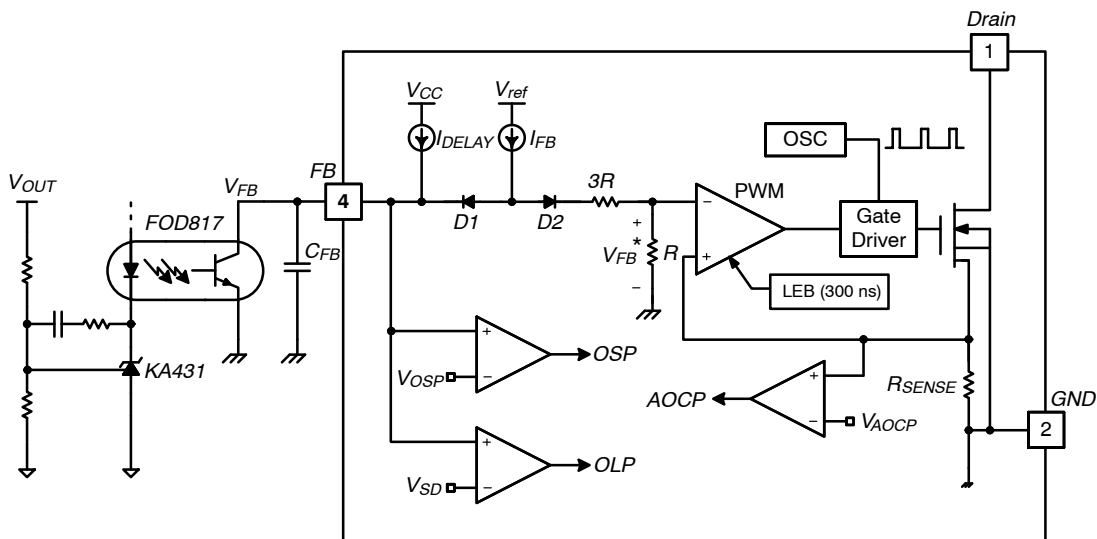 Drain
1
V_CC
V_ref
I_DELAY
I_FB
OSC
V_OUT
V_FB
FB
4
3R
PWM
FOD817
D1
D2
−
Gate
Driver
C_FB
+
*
V_FB
R
−
+
LEB (300 ns)
KA431
+
V_OSP
−
OSP
AOCP
+
−
V_AOCP
R_SENSE
GND
2
+
V_SD
−
OLP